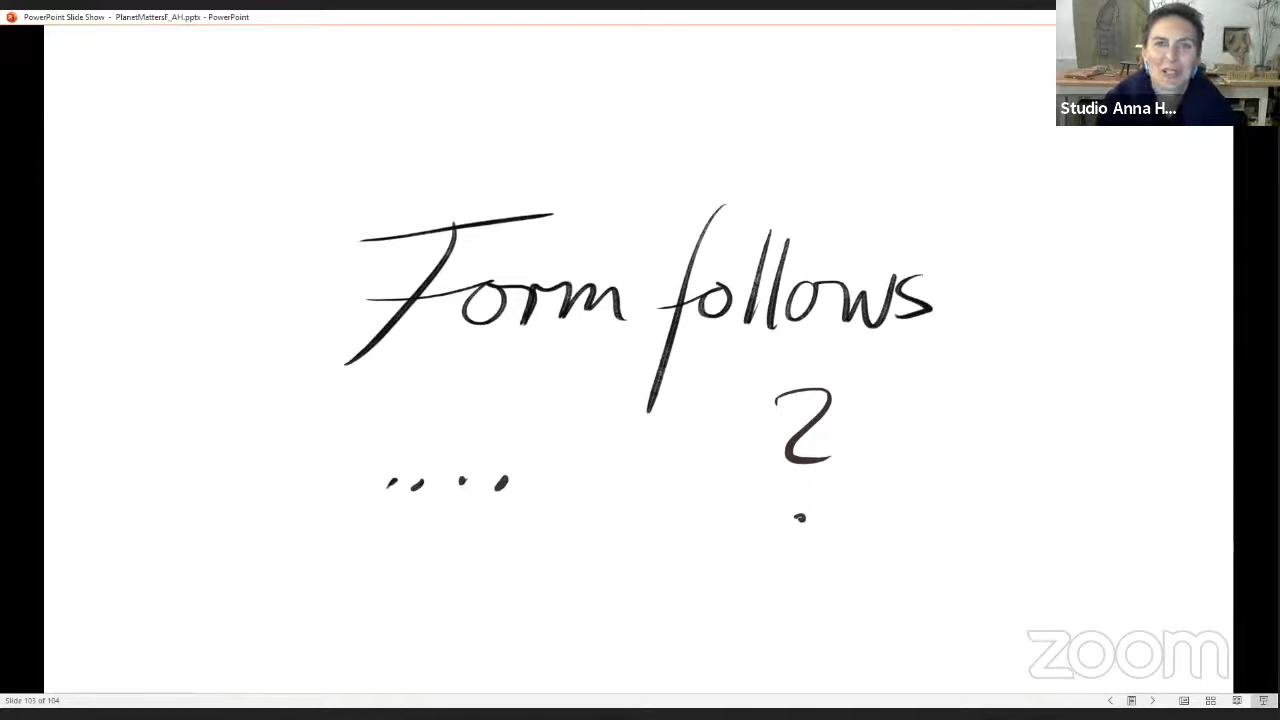 PowerPoint Slide Show - PlanetMattersF_AH.pptx - PowerPoint
Studio Anna H...
Form follows
.... ?
zoom
Slide 103 of 104